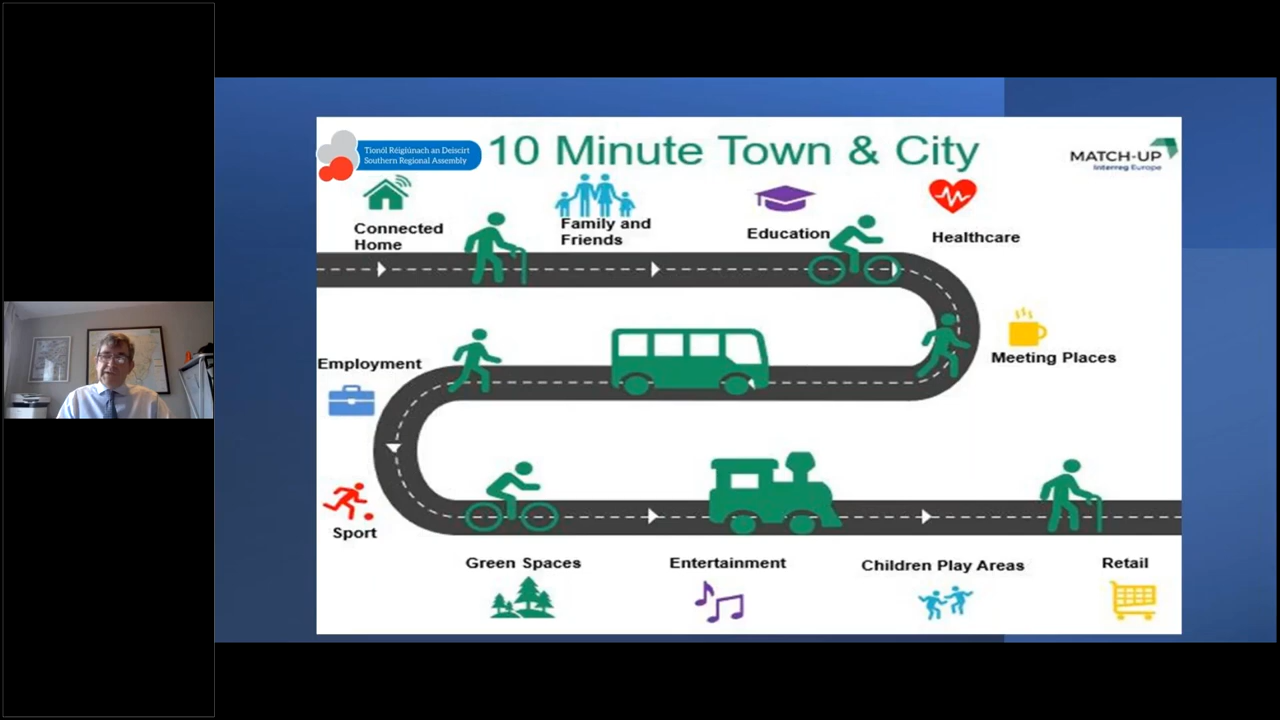 Tionól Réigiúnach an Deiscirt
Southern Regional Assembly
10 Minute Town & City
MATCH-UP
Interreg Europe
Connected
Home
Family and
Friends
Education
Healthcare
Meeting Places
Employment
Sport
Green Spaces
Entertainment
Children Play Areas
Retail